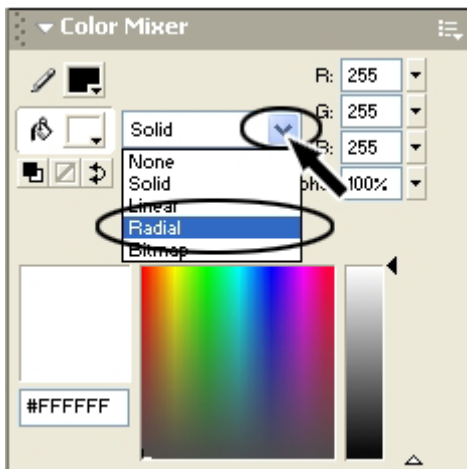 Color Mixer
R: 255
G: 255
Solid
B: 255
None
Solid
100%
Linear
Radial
Bitmap
#FFFFFF